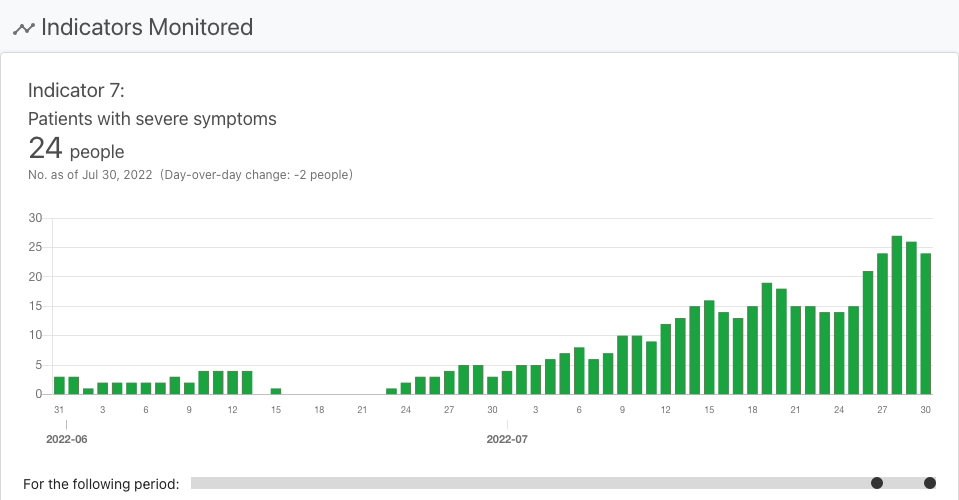 Indicators Monitored
Indicator 7:
Patients with severe symptoms
24 people
No. as of Jul 30, 2022 (Day-over-day change: -2 people)
30
25
20
15
10
5
0
31 3 6 9 12 15 18 21 24 27 30 3 6 9 12 15 18 21 24 27 30
2022-06 2022-07
For the following period: